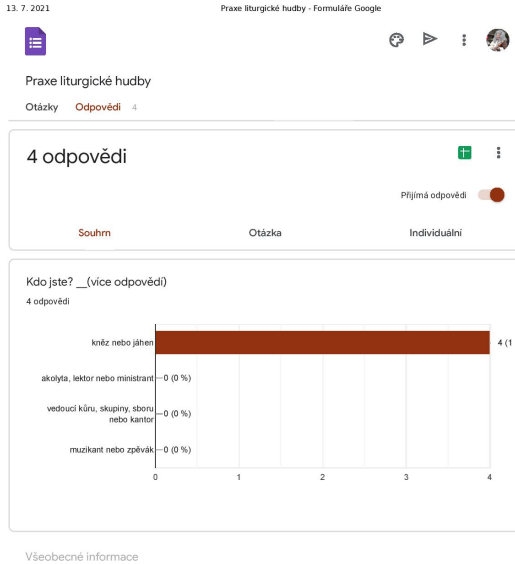 13. 7. 2021 Praxe liturgické hudby - Formuláře Google
Praxe liturgické hudby
Otázky Odpovědi 4
4 odpovědi
Přijímá odpovědi
Souhrn Otázka Individuální
Kdo jste? __(více odpovědí)
4 odpovědi
kněz nebo jáhen 4 (1
akolyta, lektor nebo ministrant 0 (0 %)
vedoucí kůru, skupiny, sboru
nebo kantor 0 (0 %)
muzikant nebo zpěvák 0 (0 %)
0 1 2 3 4
Všeobecné informace